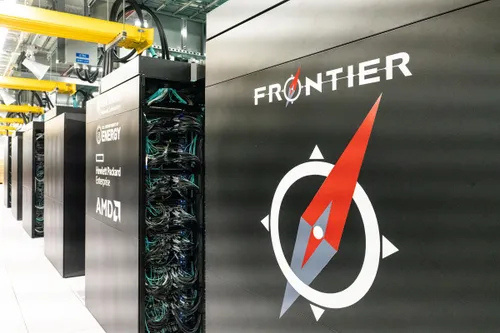 FRONTIER
ENERGY
Hewlett Packard
Enterprise
AMD